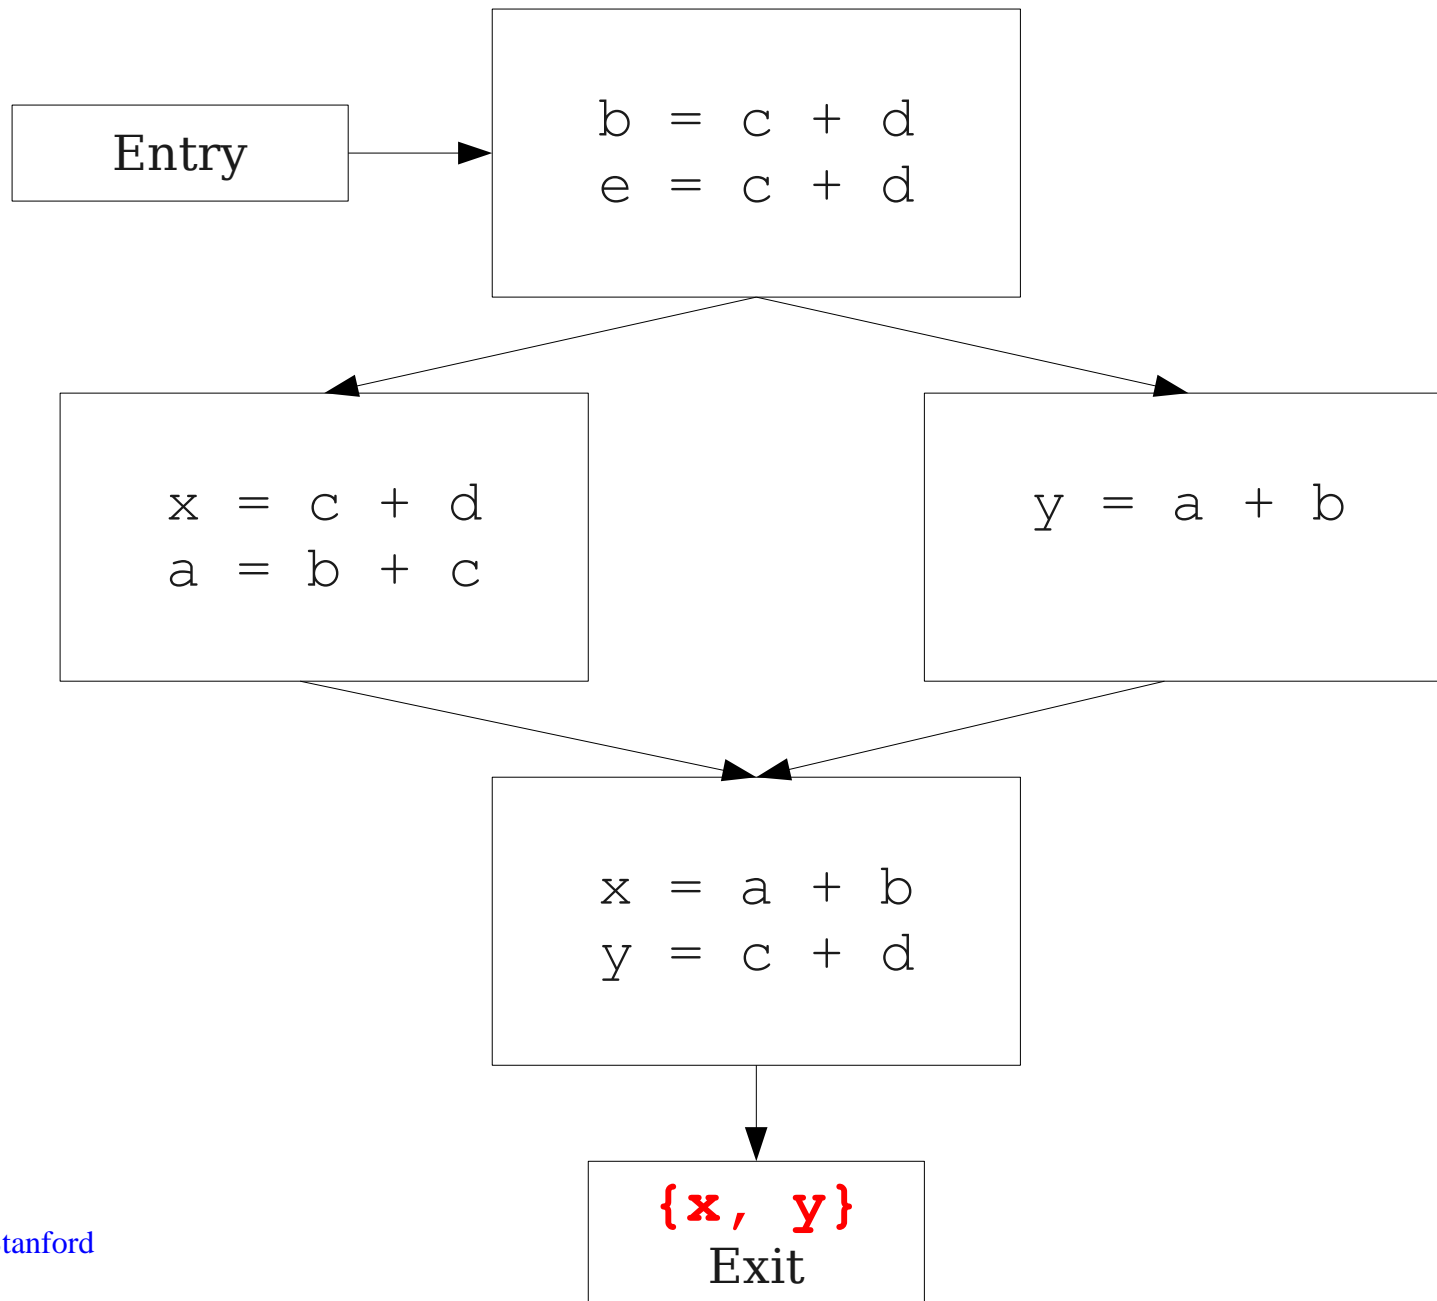 b = c + d
e = c + d
Entry
x = c + d
a = b + c
y = a + b
x = a + b
y = c + d
{x, y}
Exit
tanford